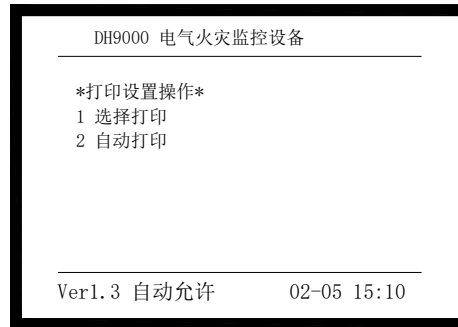 DH9000 电气火灾监控设备
*打印设置操作*
1 选择打印
2 自动打印
Ver1.3 自动允许 02-05 15:10